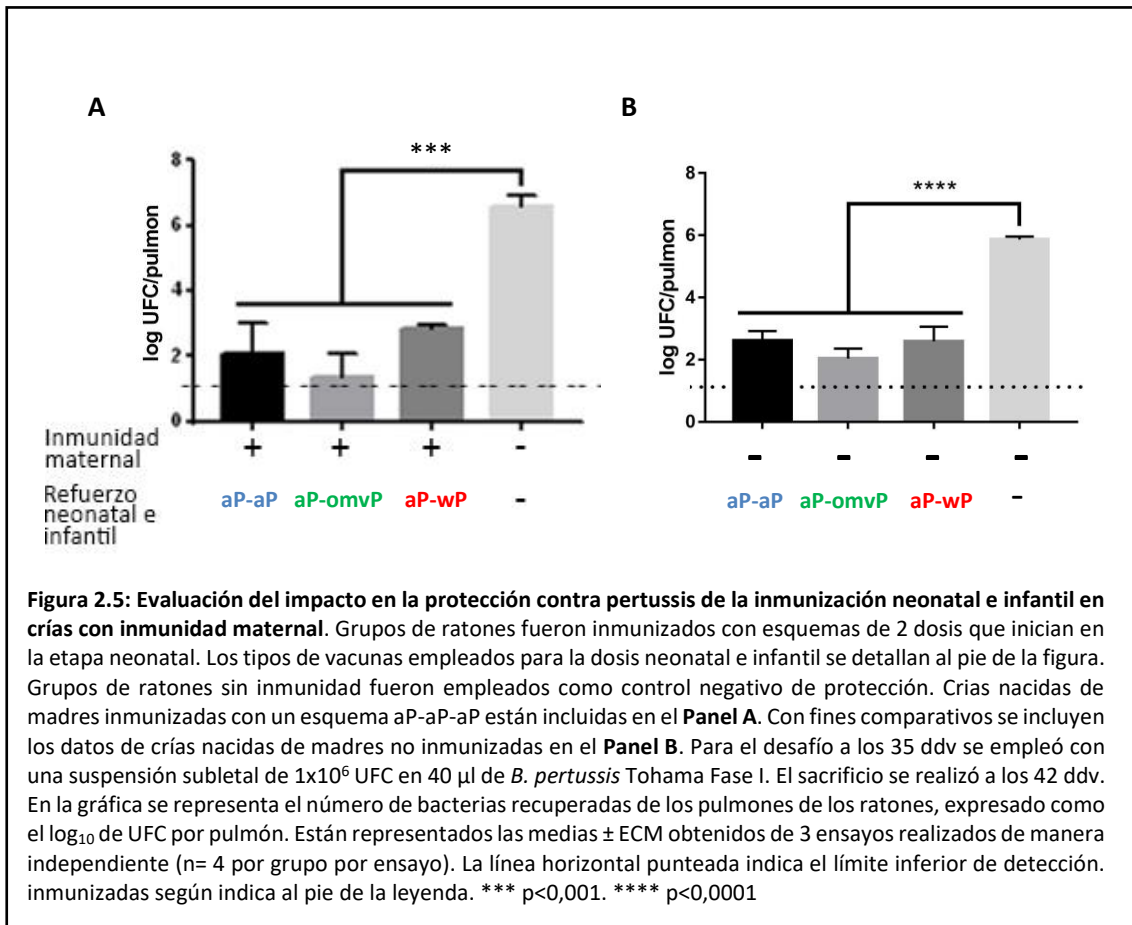 A
B
***
****
log UFC/pulmon
8
6
4
2
0
log UFC/pulmon
8
6
4
2
0
Inmunidad maternal + + + -
- - - -
Refuerzo neonatal e infantil aP-aP aP-omvP aP-wP -
aP-aP aP-omvP aP-wP -
Figura 2.5: Evaluación del impacto en la protección contra pertussis de la inmunización neonatal e infantil en
crías con inmunidad maternal. Grupos de ratones fueron inmunizados con esquemas de 2 dosis que inician en
la etapa neonatal. Los tipos de vacunas empleados para la dosis neonatal e infantil se detallan al pie de la figura.
Grupos de ratones sin inmunidad fueron empleados como control negativo de protección. Crias nacidas de
madres inmunizadas con un esquema aP-aP-aP están incluidas en el Panel A. Con fines comparativos se incluyen
los datos de crías nacidas de madres no inmunizadas en el Panel B. Para el desafío a los 35 ddv se empleó con
una suspensión subletal de 1x10⁶ UFC en 40 µl de B. pertussis Tohama Fase I. El sacrificio se realizó a los 42 ddv.
En la gráfica se representa el número de bacterias recuperadas de los pulmones de los ratones, expresado como
el log₁₀ de UFC por pulmón. Están representados las medias ± ECM obtenidos de 3 ensayos realizados de manera
independiente (n= 4 por grupo por ensayo). La línea horizontal punteada indica el límite inferior de detección.
inmunizadas según indica al pie de la leyenda. *** p<0,001. **** p<0,0001